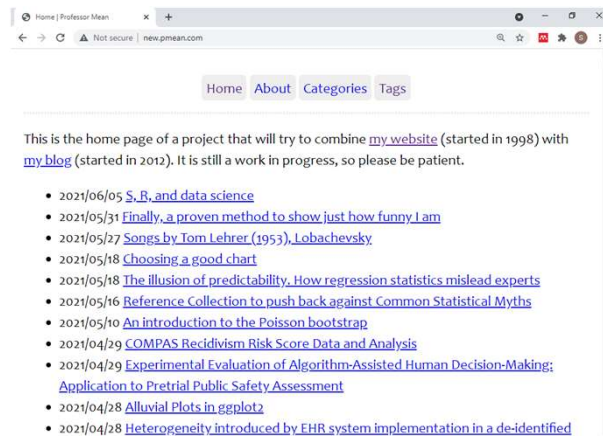 Home | Professor Mean
Not secure | new.pmean.com
Home About Categories Tags
This is the home page of a project that will try to combine my website (started in 1998) with
my blog (started in 2012). It is still a work in progress, so please be patient.
• 2021/06/05 S, R, and data science
• 2021/05/31 Finally, a proven method to show just how funny I am
• 2021/05/27 Songs by Tom Lehrer (1953), Lobachevsky
• 2021/05/18 Choosing a good chart
• 2021/05/18 The illusion of predictability. How regression statistics mislead experts
• 2021/05/16 Reference Collection to push back against Common Statistical Myths
• 2021/05/10 An introduction to the Poisson bootstrap
• 2021/04/29 COMPAS Recidivism Risk Score Data and Analysis
• 2021/04/29 Experimental Evaluation of Algorithm-Assisted Human Decision-Making:
Application to Pretrial Public Safety Assessment
• 2021/04/28 Alluvial Plots in ggplot2
• 2021/04/28 Heterogeneity introduced by EHR system implementation in a de-identified